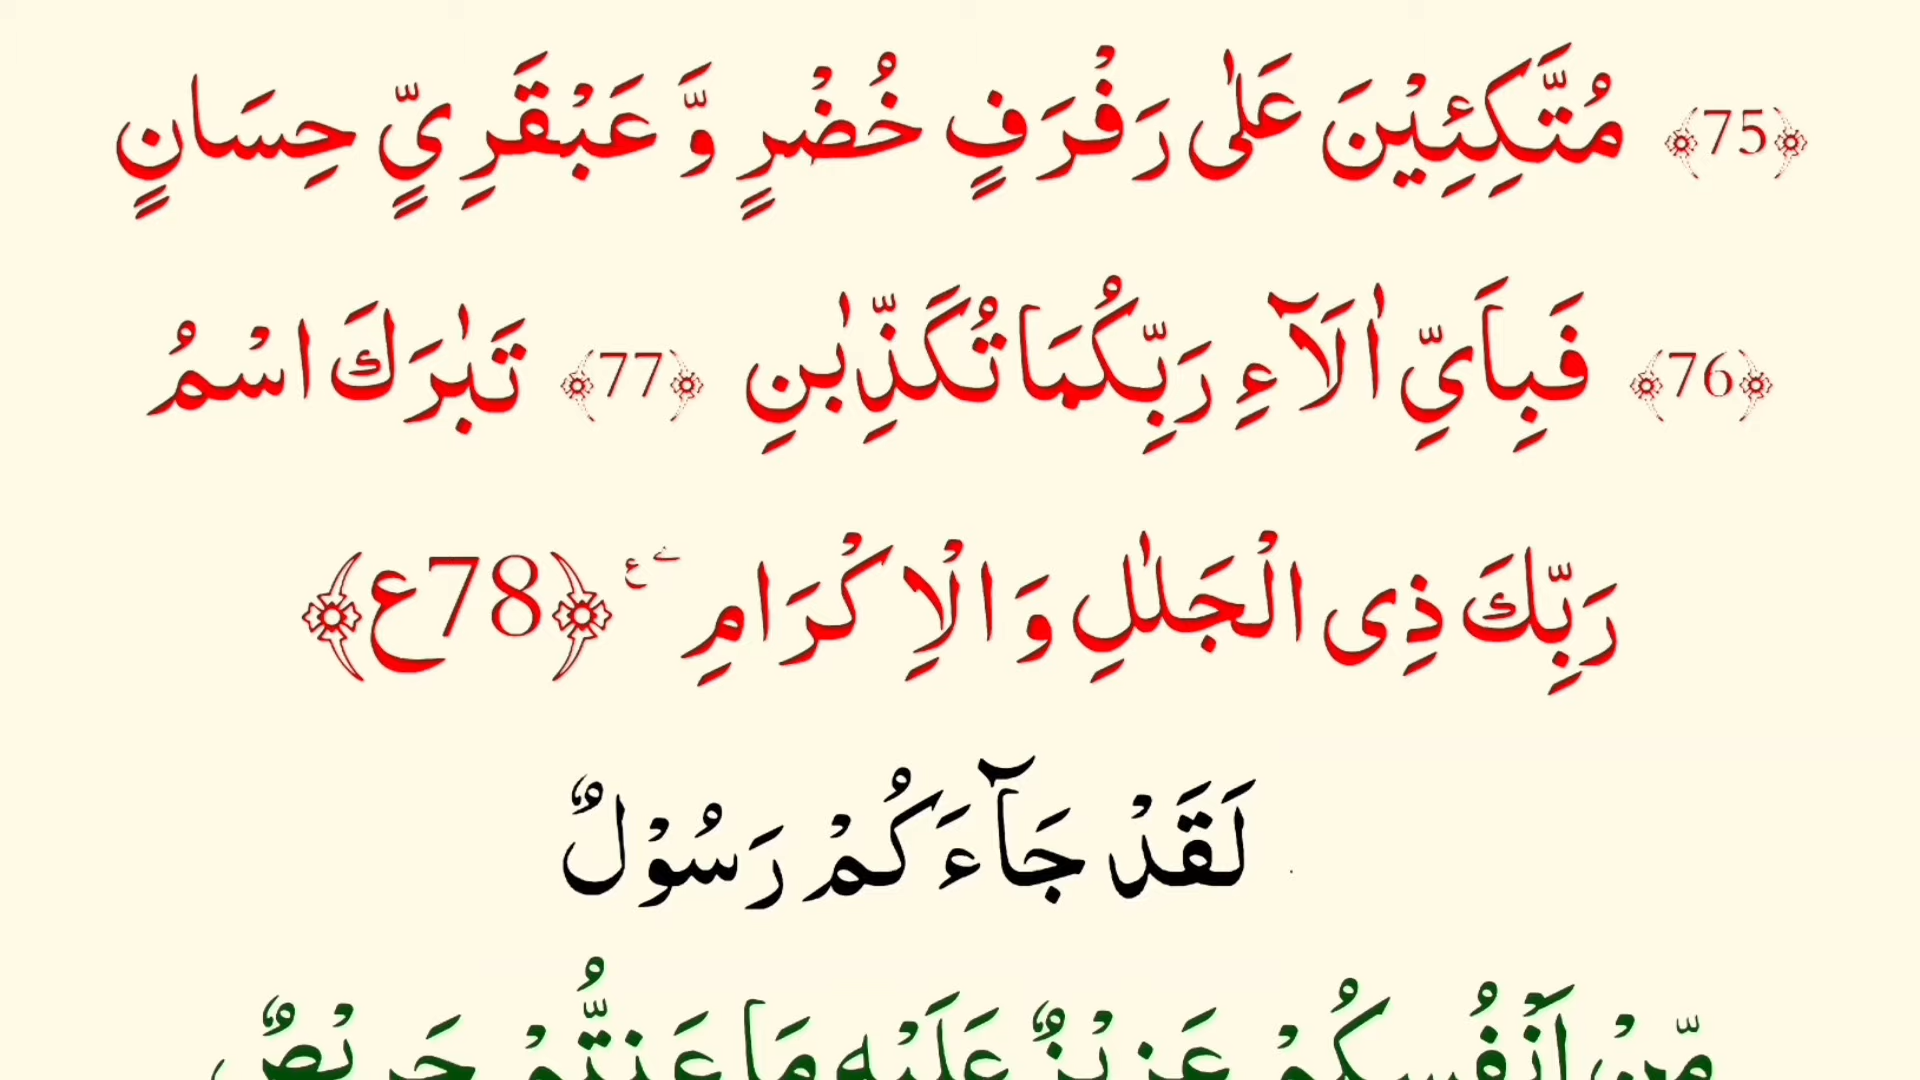 ﴿75﴾ مُتَّكِئِيْنَ عَلٰى رَفْرَفٍ خُضْرٍ وَّ عَبْقَرِيٍّ حِسَانٍ
﴿76﴾ فَبِاَيِّ اٰلَآءِ رَبِّكُمَا تُكَذِّبٰنِ ﴿77﴾ تَبٰرَكَ اسْمُ
رَبِّكَ ذِى الْجَلٰلِ وَ الْاِكْرَامِ ﴿78ع﴾
لَقَدْ جَآءَكُمْ رَسُوْلٌ
مِّنْ اَنْفُسِكُمْ عَزِيْزٌ عَلَيْهِ مَا عَنِتُّمْ حَرِيْصٌ